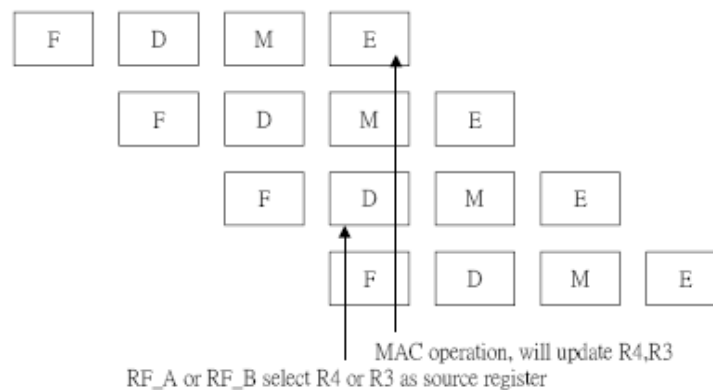 F D M E
F D M E
F D M E
F D M E
MAC operation, will update R4,R3
RF_A or RF_B select R4 or R3 as source register